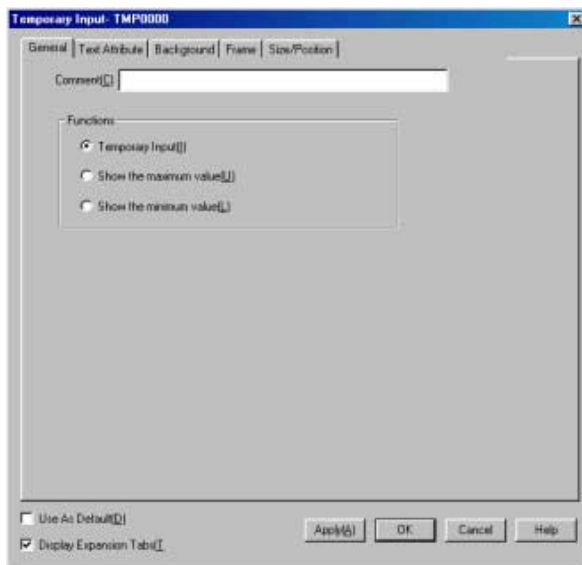 Temporary Input- TMP0000
General Text Attribute Background Frame Size/Position
Comment(C)
Functions
Temporary Input(I)
Show the maximum value(U)
Show the minimum value(L)
Use As Default(D)
Display Expansion Tabs(T
Apply(A) OK Cancel Help